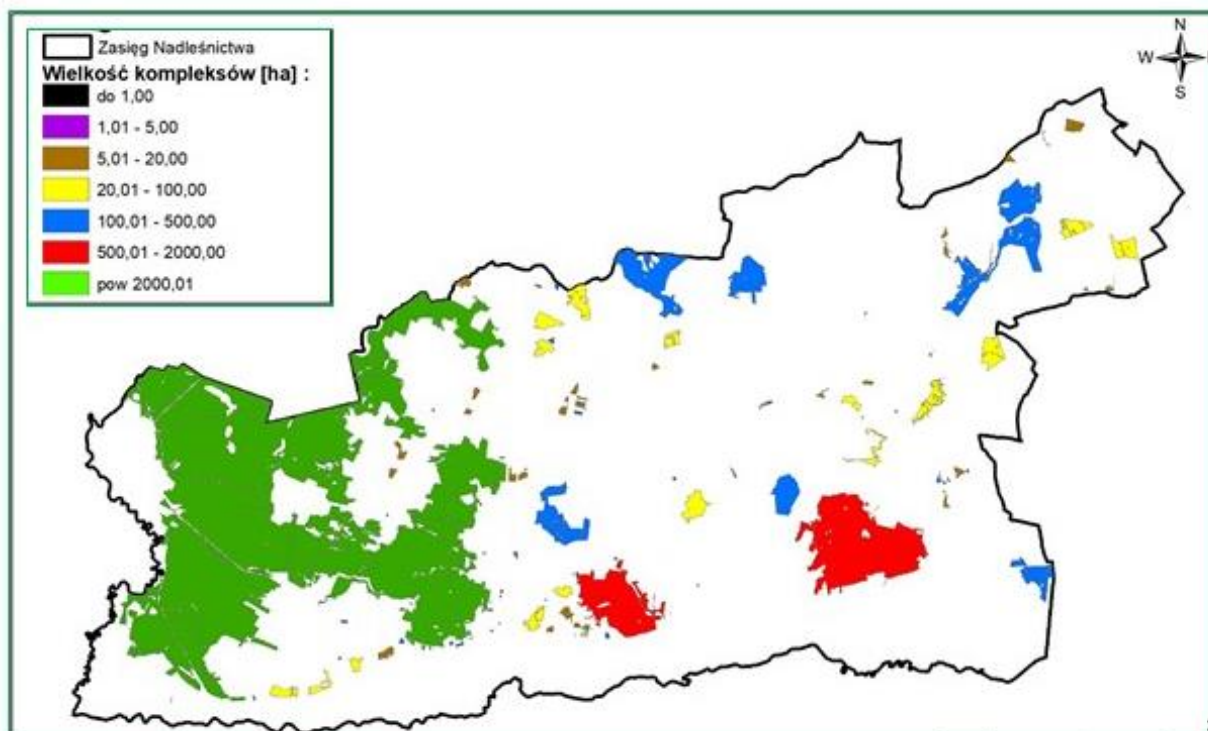 Zasięg Nadleśnictwa
Wielkość kompleksów [ha] :
do 1,00
1,01 - 5,00
5,01 - 20,00
20,01 - 100,00
100,01 - 500,00
500,01 - 2000,00
pow 2000,01
N
W
S